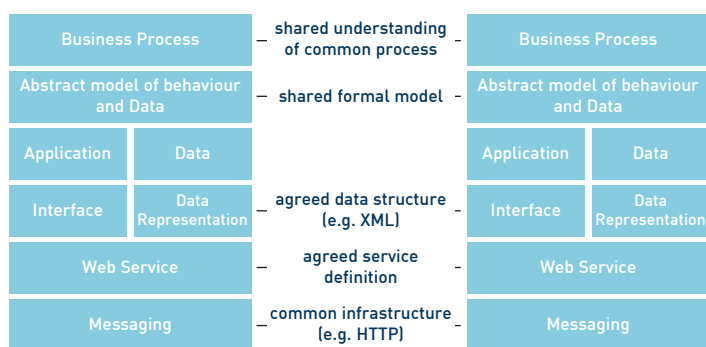 Business Process
shared understanding
of common process
Business Process
Abstract model of behaviour
and Data
shared formal model
Abstract model of behaviour
and Data
Application
Data
Application
Data
Interface
Data
Representation
agreed data structure
(e.g. XML)
Interface
Data
Representation
Web Service
agreed service
definition
Web Service
Messaging
common infrastructure
(e.g. HTTP)
Messaging